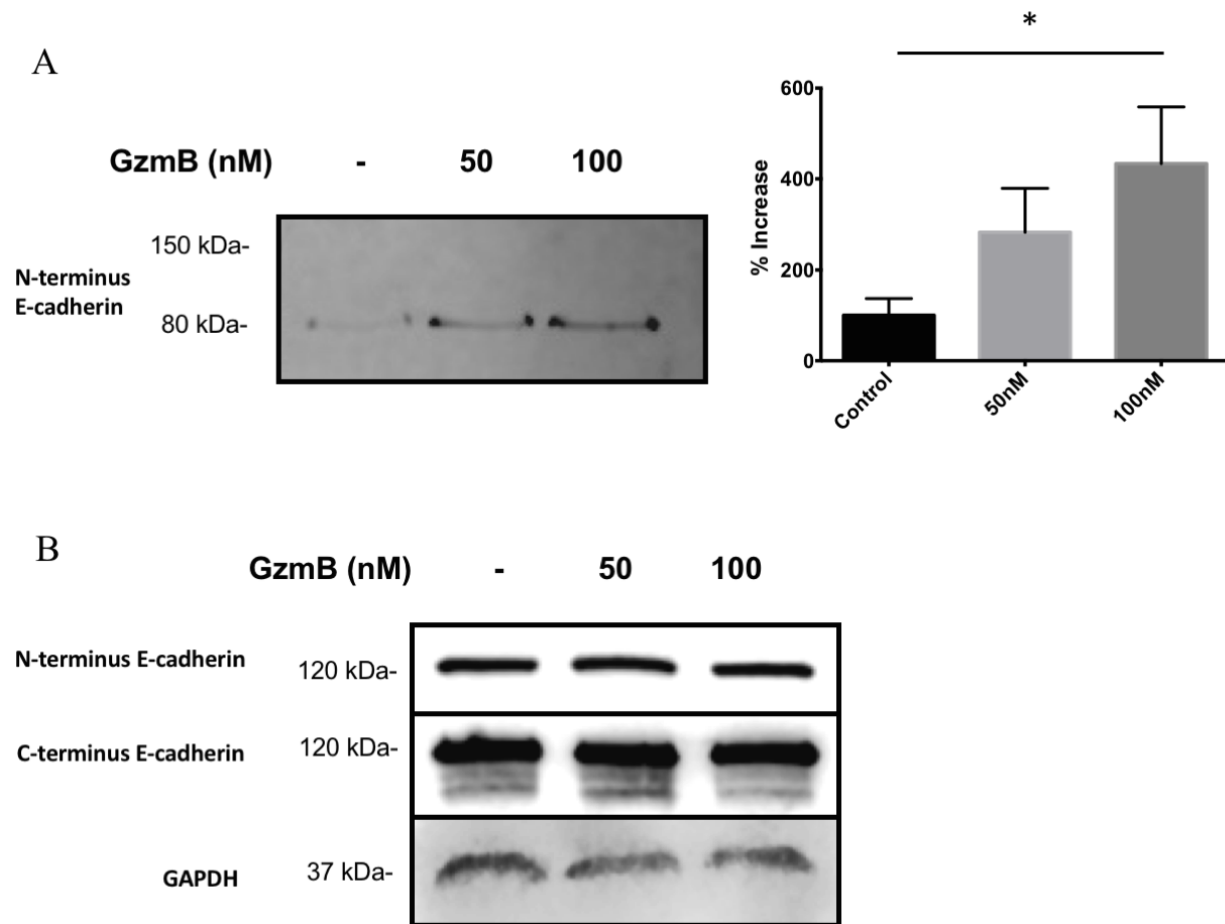 A
GzmB (nM) - 50 100
150 kDa-
N-terminus
E-cadherin
80 kDa-
*
% Increase
600
400
200
0
Control
50nM
100nM
B
GzmB (nM) - 50 100
N-terminus E-cadherin 120 kDa-
C-terminus E-cadherin 120 kDa-
GAPDH 37 kDa-